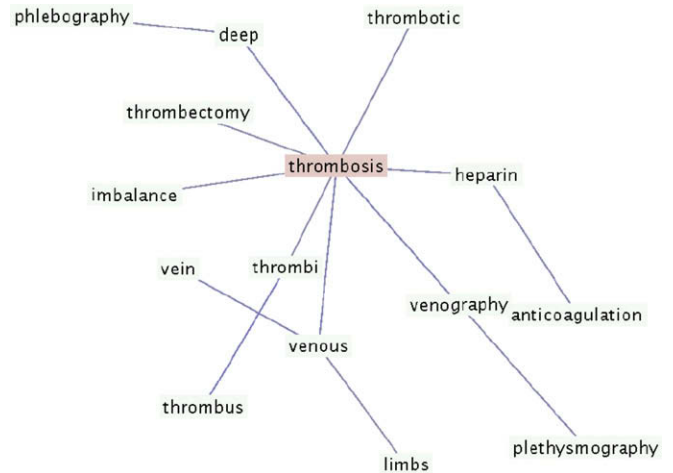 phlebography
thrombotic
deep
thrombectomy
thrombosis
heparin
imbalance
vein
thrombi
venography
anticoagulation
venous
thrombus
plethysmography
limbs